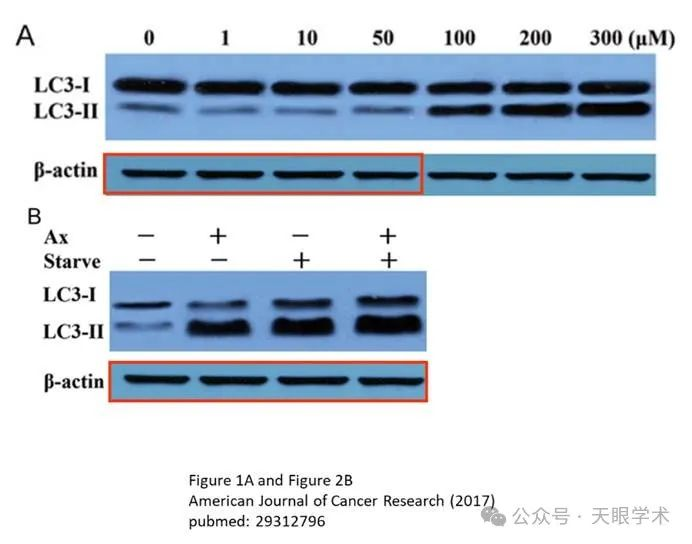 A
0 1 10 50 100 200 300 (μM)
LC3-I
LC3-II
β-actin
B
Ax − + − +
Starve − − + +
LC3-I
LC3-II
β-actin
Figure 1A and Figure 2B
American Journal of Cancer Research (2017)
pubmed: 29312796
公众号 · 天眼学术